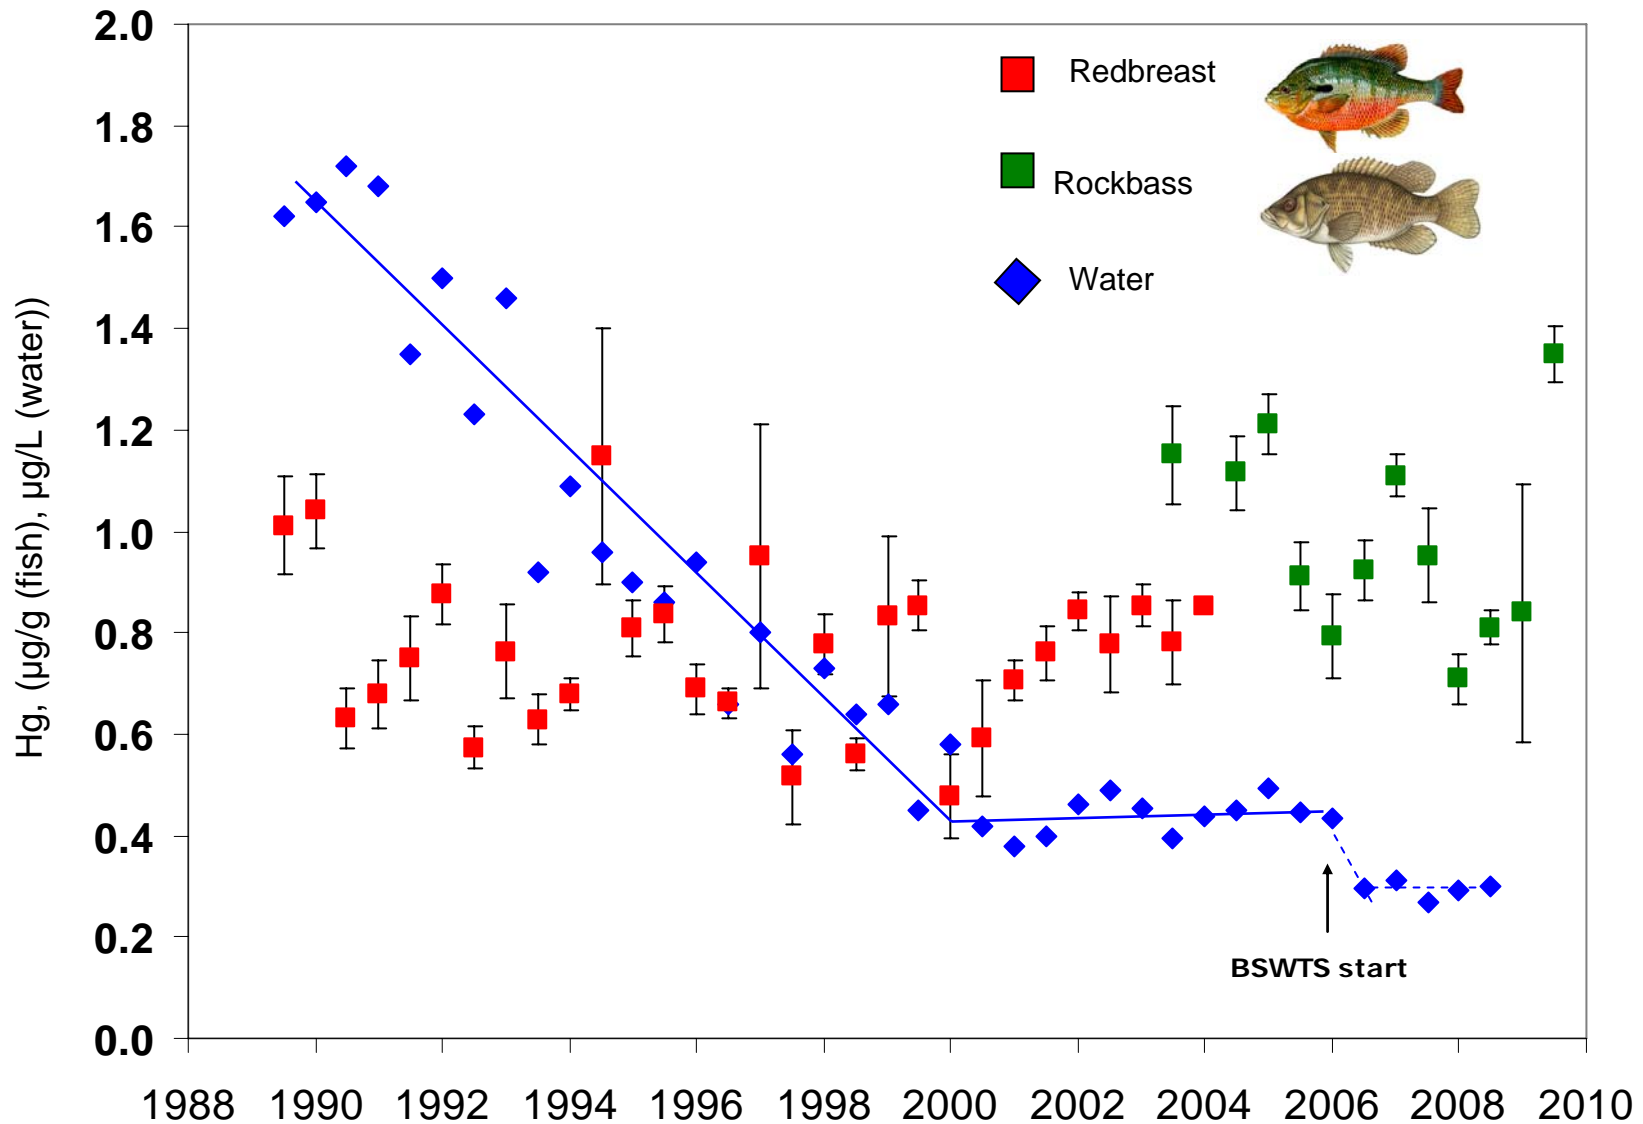 2.0
1.8
1.6
1.4
1.2
1.0
0.8
0.6
0.4
0.2
0.0
Hg, (µg/g (fish), µg/L (water))
Redbreast
Rockbass
Water
BSWTS start
1988 1990 1992 1994 1996 1998 2000 2002 2004 2006 2008 2010